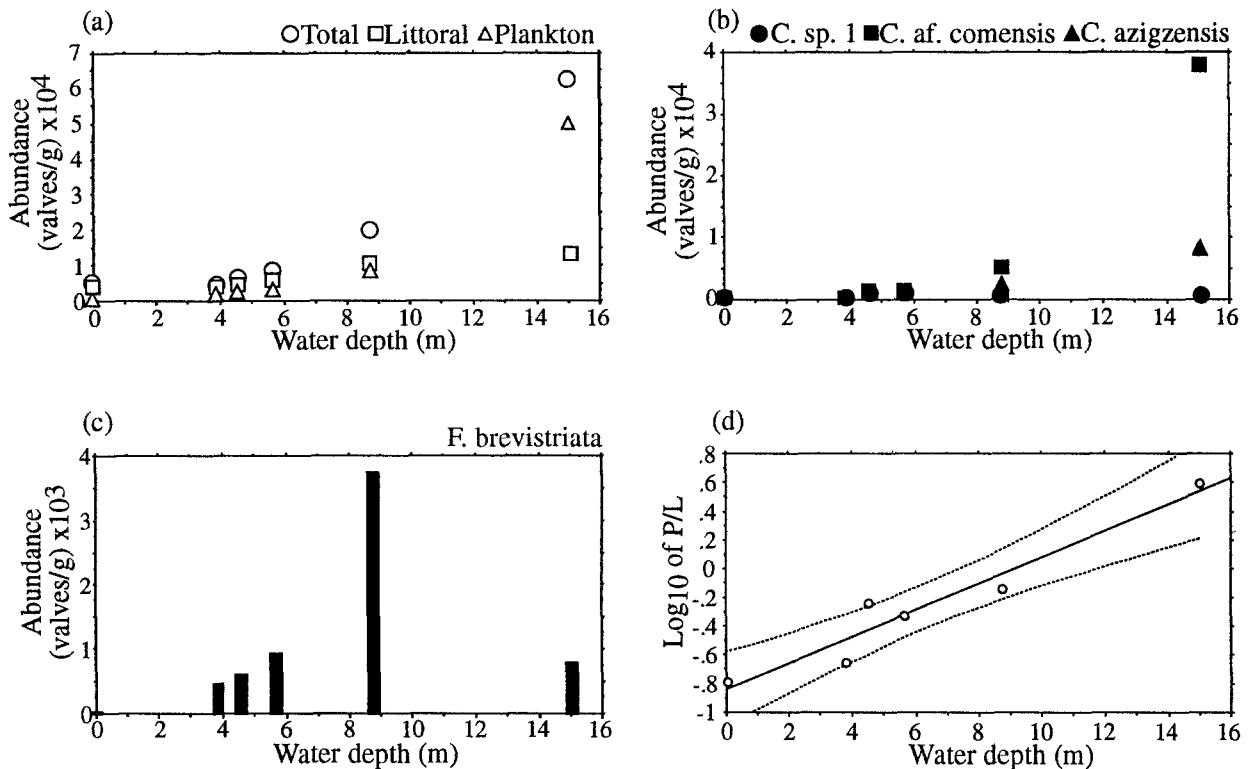 (a)
○Total □Littoral △Plankton
Abundance
(valves/g) x10⁴
7
6
5
4
3
2
1
0
0 2 4 6 8 10 12 14 16
Water depth (m)
(b)
●C. sp. 1 ■C. af. comensis ▲C. azigzensis
Abundance
(valves/g) x10⁴
4
3
2
1
0
0 2 4 6 8 10 12 14 16
Water depth (m)
(c)
F. brevistriata
Abundance
(valves/g) x10³
4
3
2
1
0
0 2 4 6 8 10 12 14 16
Water depth (m)
(d)
Log10 of P/L
.8
.6
.4
.2
0
-.2
-.4
-.6
-.8
-1
0 2 4 6 8 10 12 14 16
Water depth (m)